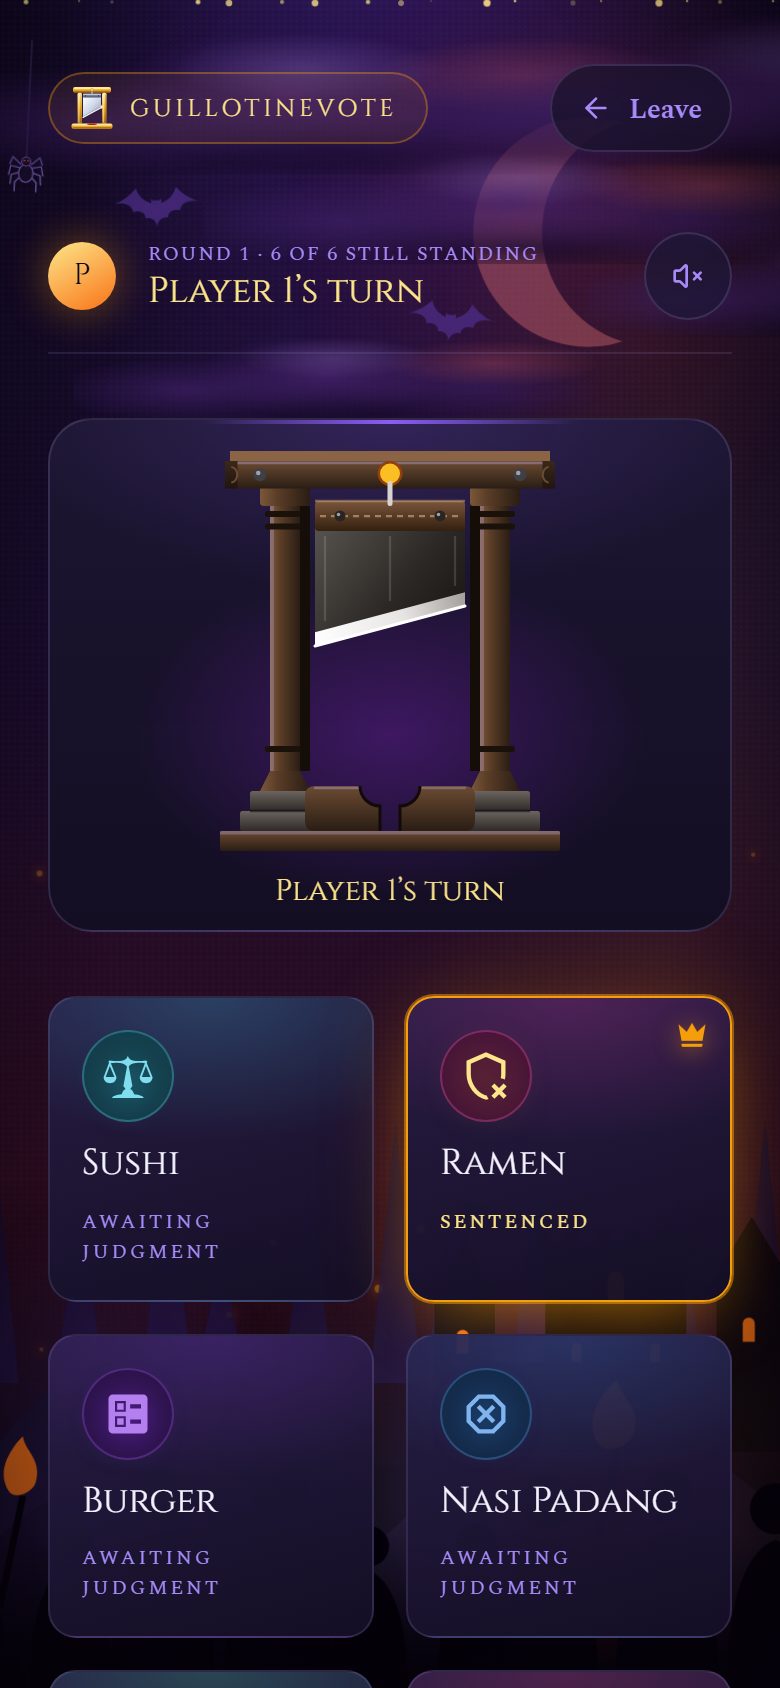 GUILLOTINEVOTE
Leave
P
ROUND 1 · 6 OF 6 STILL STANDING
Player 1's turn
Player 1's turn
Sushi
AWAITING
JUDGMENT
Ramen
SENTENCED
Burger
AWAITING
JUDGMENT
Nasi Padang
AWAITING
JUDGMENT